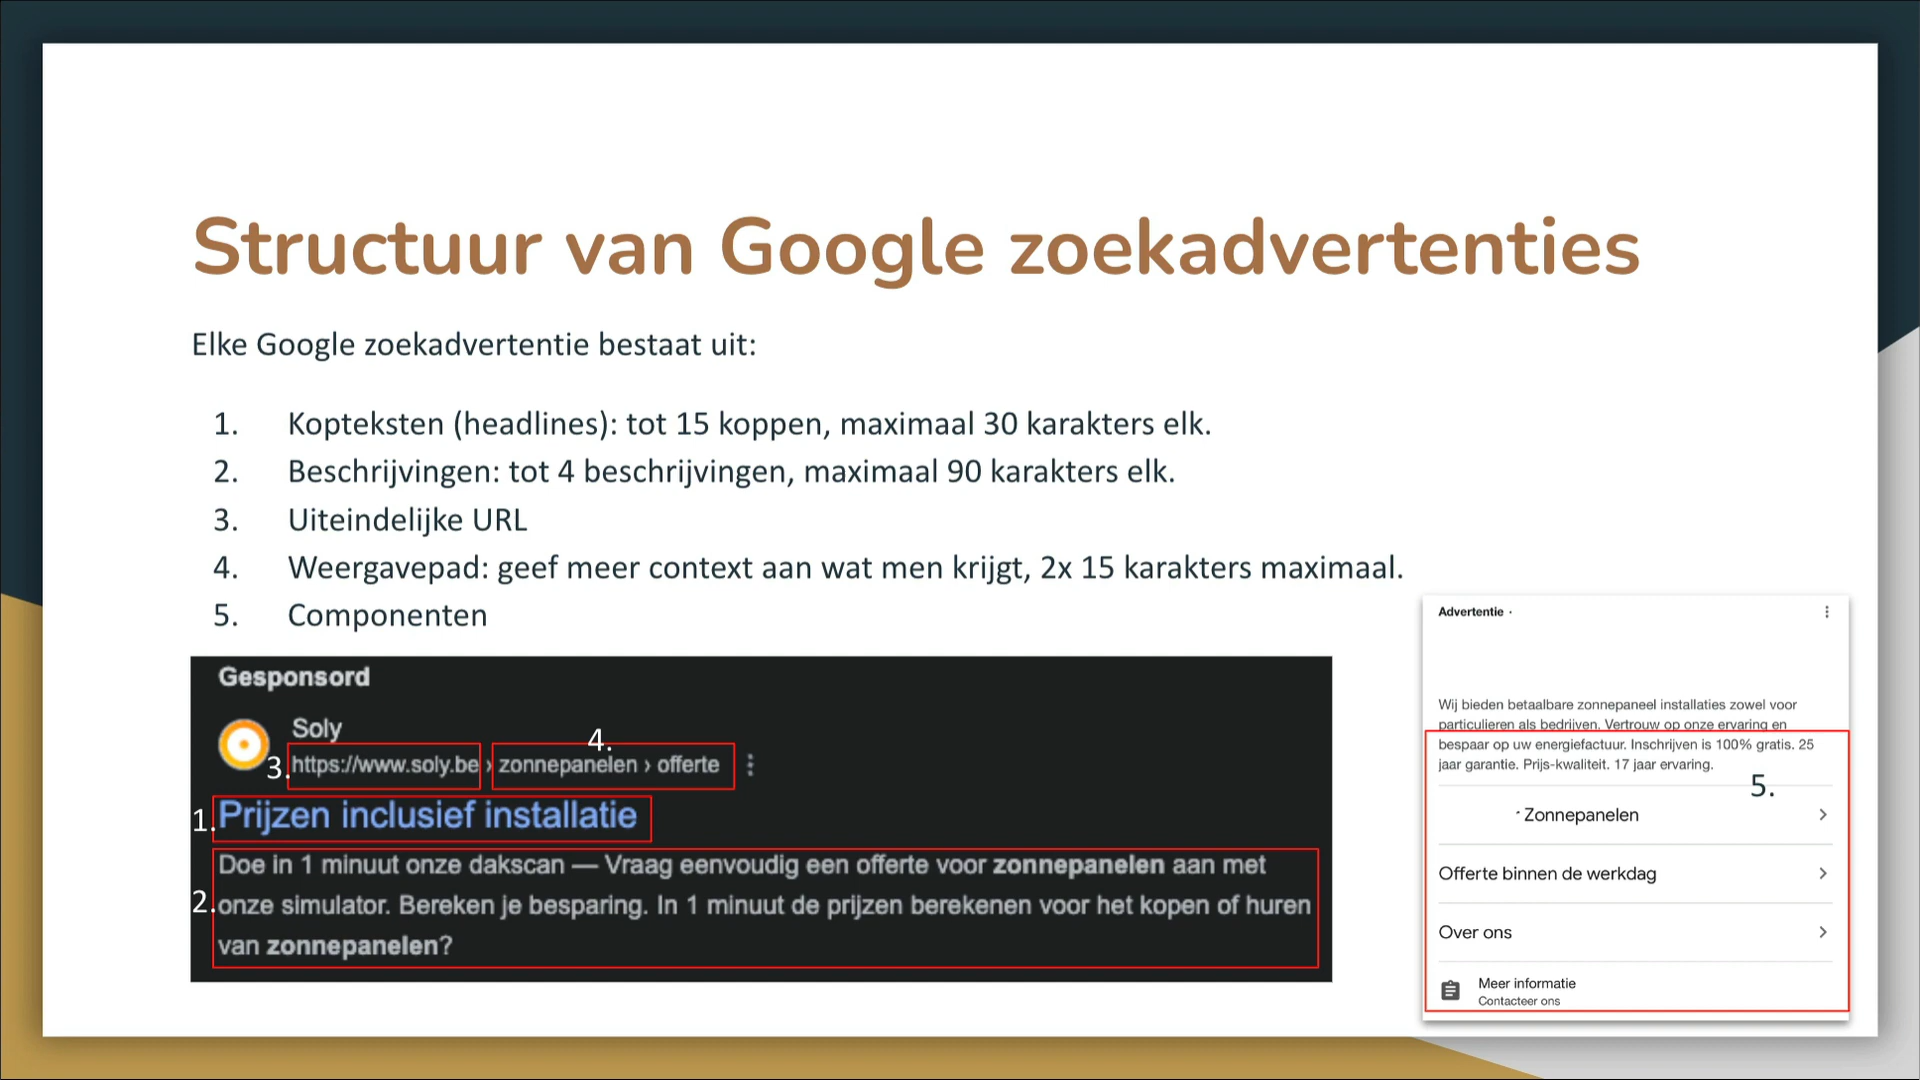 Structuur van Google zoekadvertenties
Elke Google zoekadvertentie bestaat uit:
1. Kopteksten (headlines): tot 15 koppen, maximaal 30 karakters elk.
2. Beschrijvingen: tot 4 beschrijvingen, maximaal 90 karakters elk.
3. Uiteindelijke URL
4. Weergavepad: geef meer context aan wat men krijgt, 2x 15 karakters maximaal.
5. Componenten
Gesponsord
Soly
4.
3. https://www.soly.be › zonnepanelen › offerte
1. Prijzen inclusief installatie
Doe in 1 minuut onze dakscan — Vraag eenvoudig een offerte voor zonnepanelen aan met
2. onze simulator. Bereken je besparing. In 1 minuut de prijzen berekenen voor het kopen of huren
van zonnepanelen?
Advertentie ·
Wij bieden betaalbare zonnepaneel installaties zowel voor
particulieren als bedrijven. Vertrouw op onze ervaring en
bespaar op uw energiefactuur. Inschrijven is 100% gratis. 25
jaar garantie. Prijs-kwaliteit. 17 jaar ervaring.
5.
Zonnepanelen
Offerte binnen de werkdag
Over ons
Meer informatie
Contacteer ons